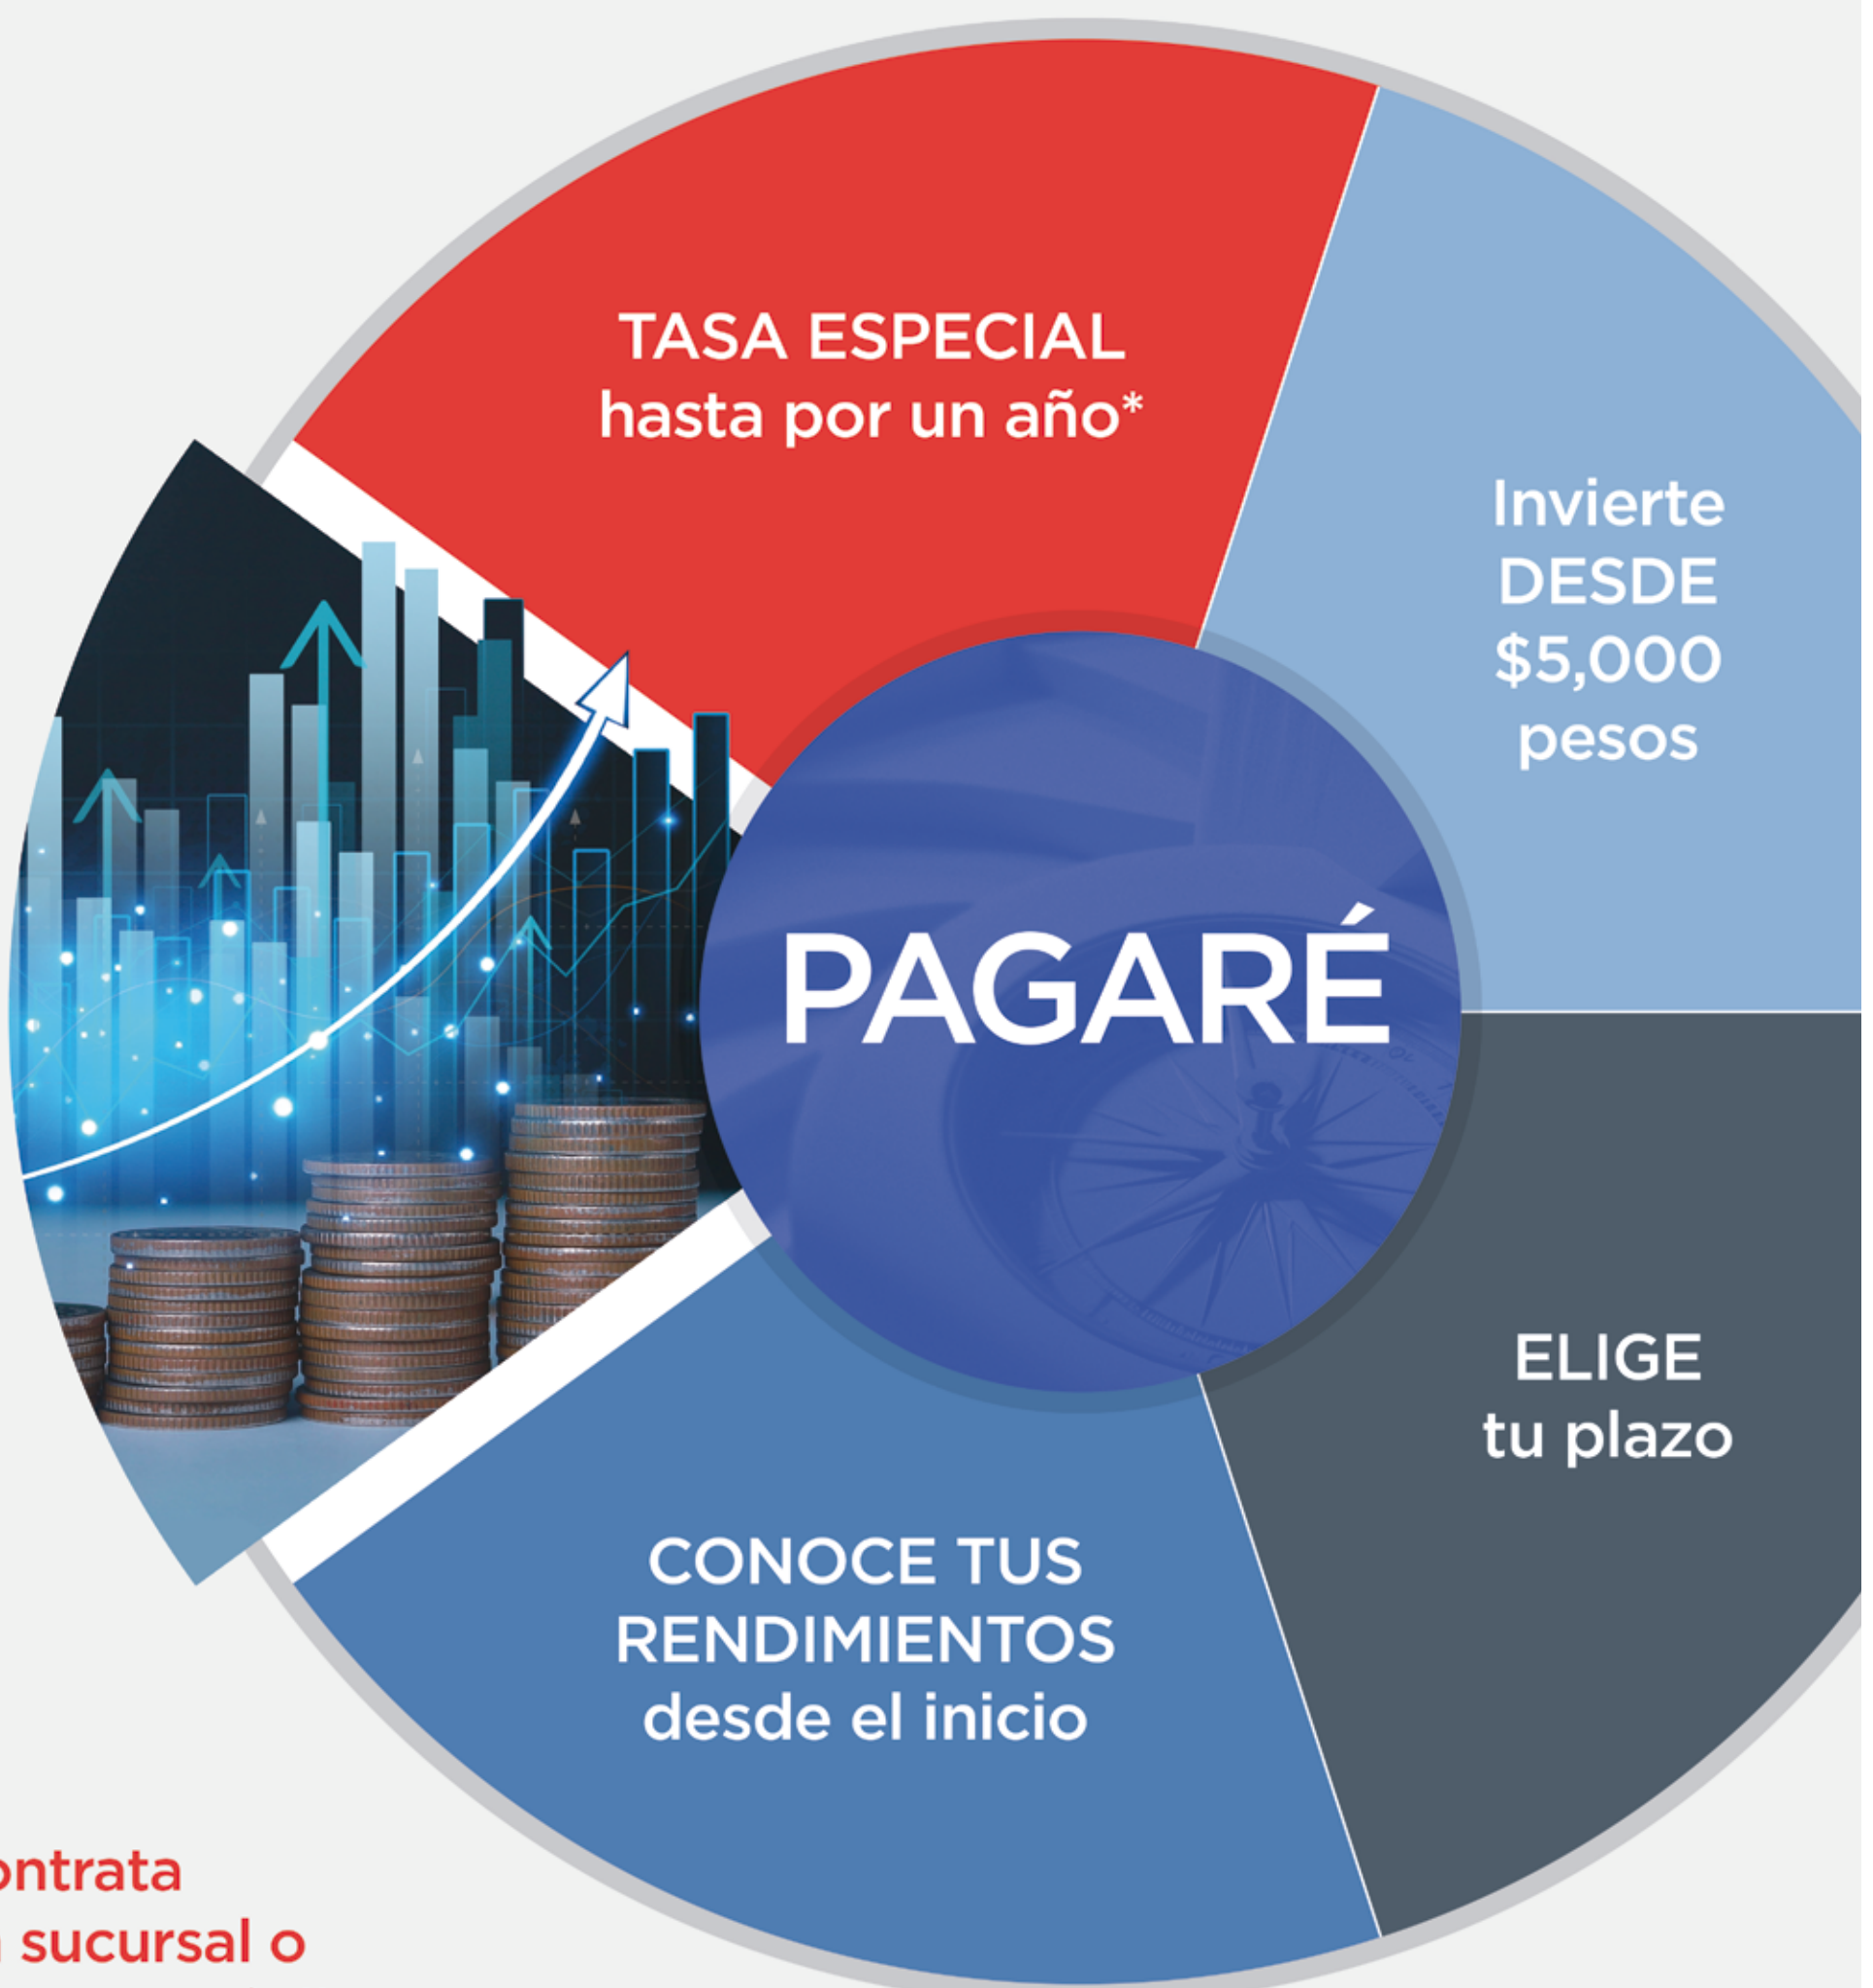 TASA ESPECIAL
hasta por un año*
Invierte
DESDE
$5,000
pesos
PAGARÉ
ELIGE
tu plazo
CONOCE TUS
RENDIMIENTOS
desde el inicio
ontrata
sucursal o